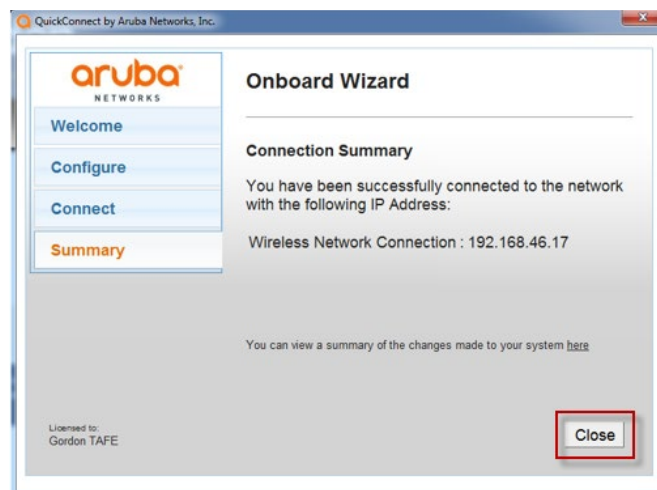 QuickConnect by Aruba Networks, Inc.
aruba
NETWORKS
Welcome
Configure
Connect
Summary
Onboard Wizard
Connection Summary
You have been successfully connected to the network
with the following IP Address:
Wireless Network Connection : 192.168.46.17
You can view a summary of the changes made to your system here
Licensed to:
Gordon TAFE
Close